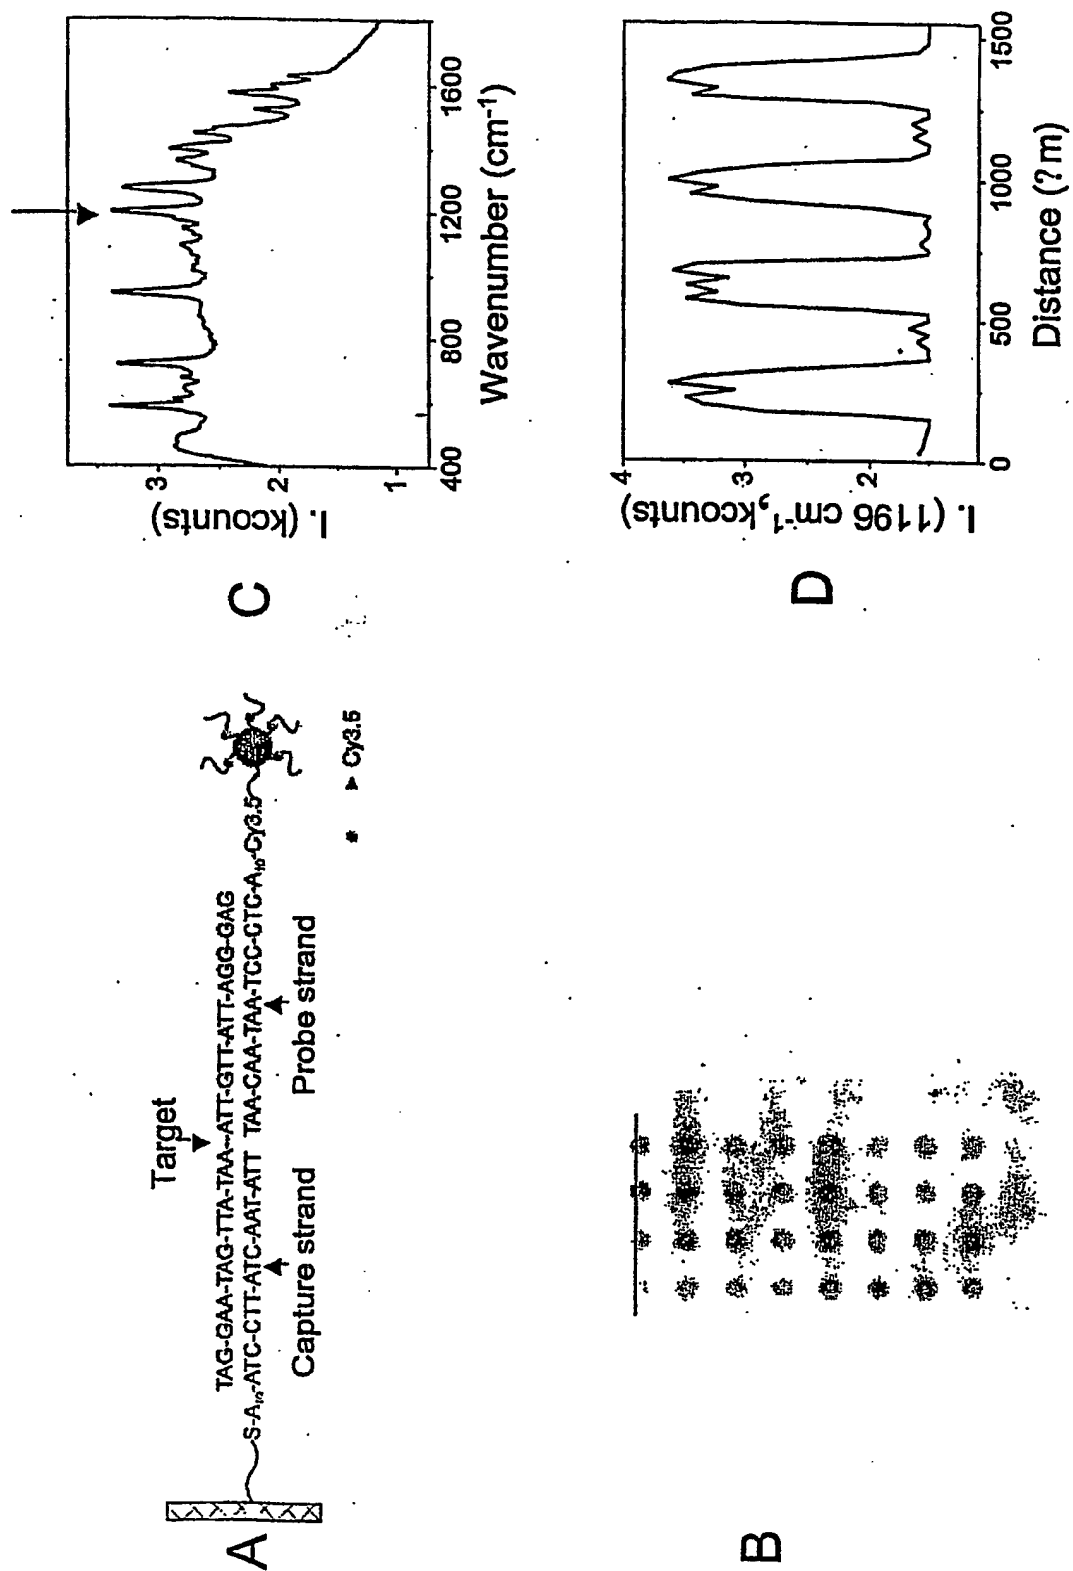 A
Target
TAG-GAA-TAG-TTA-TAA--ATT-GTT-ATT-AGG-GAG
S-A₁₀-ATC-CTT-ATC-AAT-ATT TAA-CAA-TAA-TCC-CTC-A₁₀-Cy3.5
Capture strand
Probe strand
* ➤ Cy3.5
B
C
I. (kcounts)
3
2
1
400
800
1200
1600
Wavenumber (cm⁻¹)
D
I. (1196 cm⁻¹,kcounts)
4
3
2
0
500
1000
1500
Distance (?m)